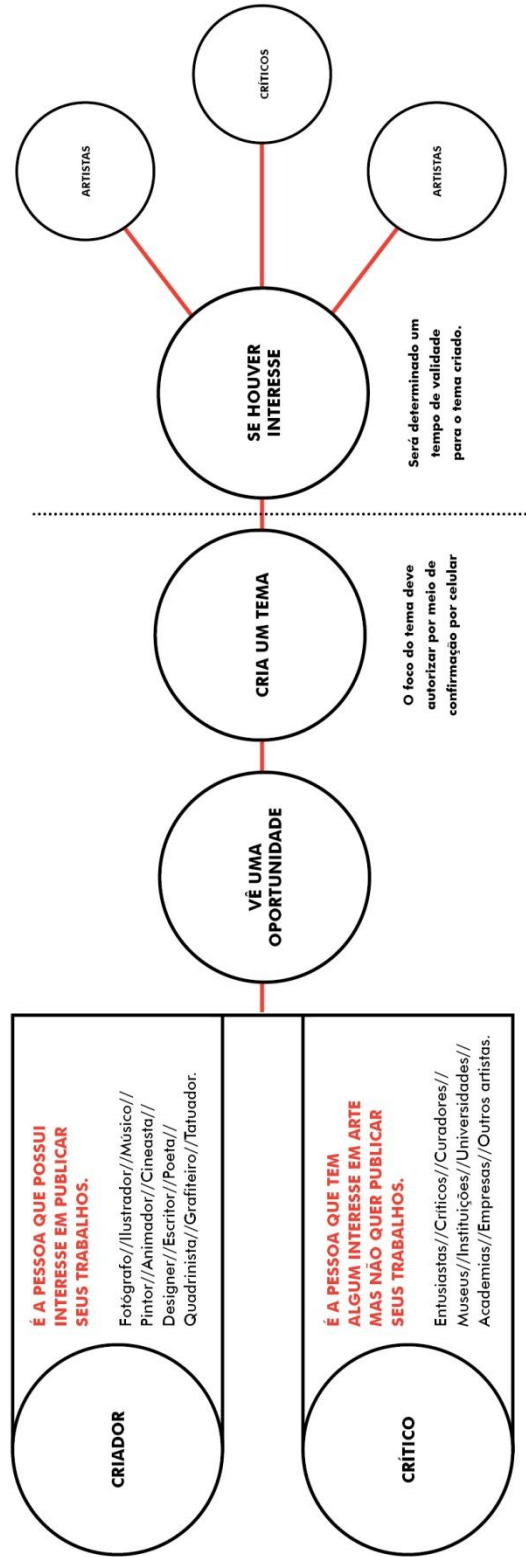 CRIADOR
É A PESSOA QUE POSSUI
INTERESSE EM PUBLICAR
SEUS TRABALHOS.
Fotógrafo//Ilustrador//Músico//
Pintor//Animador//Cineasta//
Designer//Escritor//Poeta//
Quadrinista//Grafiteiro//Tatuador.
CRÍTICO
É A PESSOA QUE TEM
ALGUM INTERESSE EM ARTE
MAS NÃO QUER PUBLICAR
SEUS TRABALHOS.
Entusiastas//Críticos//Curadores//
Museus//Instituições//Universidades//
Academias//Empresas//Outros artistas.
VÊ UMA
OPORTUNIDADE
CRIA UM TEMA
O foco do tema deve
autorizar por meio de
confirmação por celular
SE HOUVER
INTERESSE
Será determinado um
tempo de validade
para o tema criado.
ARTISTAS
CRÍTICOS
ARTISTAS